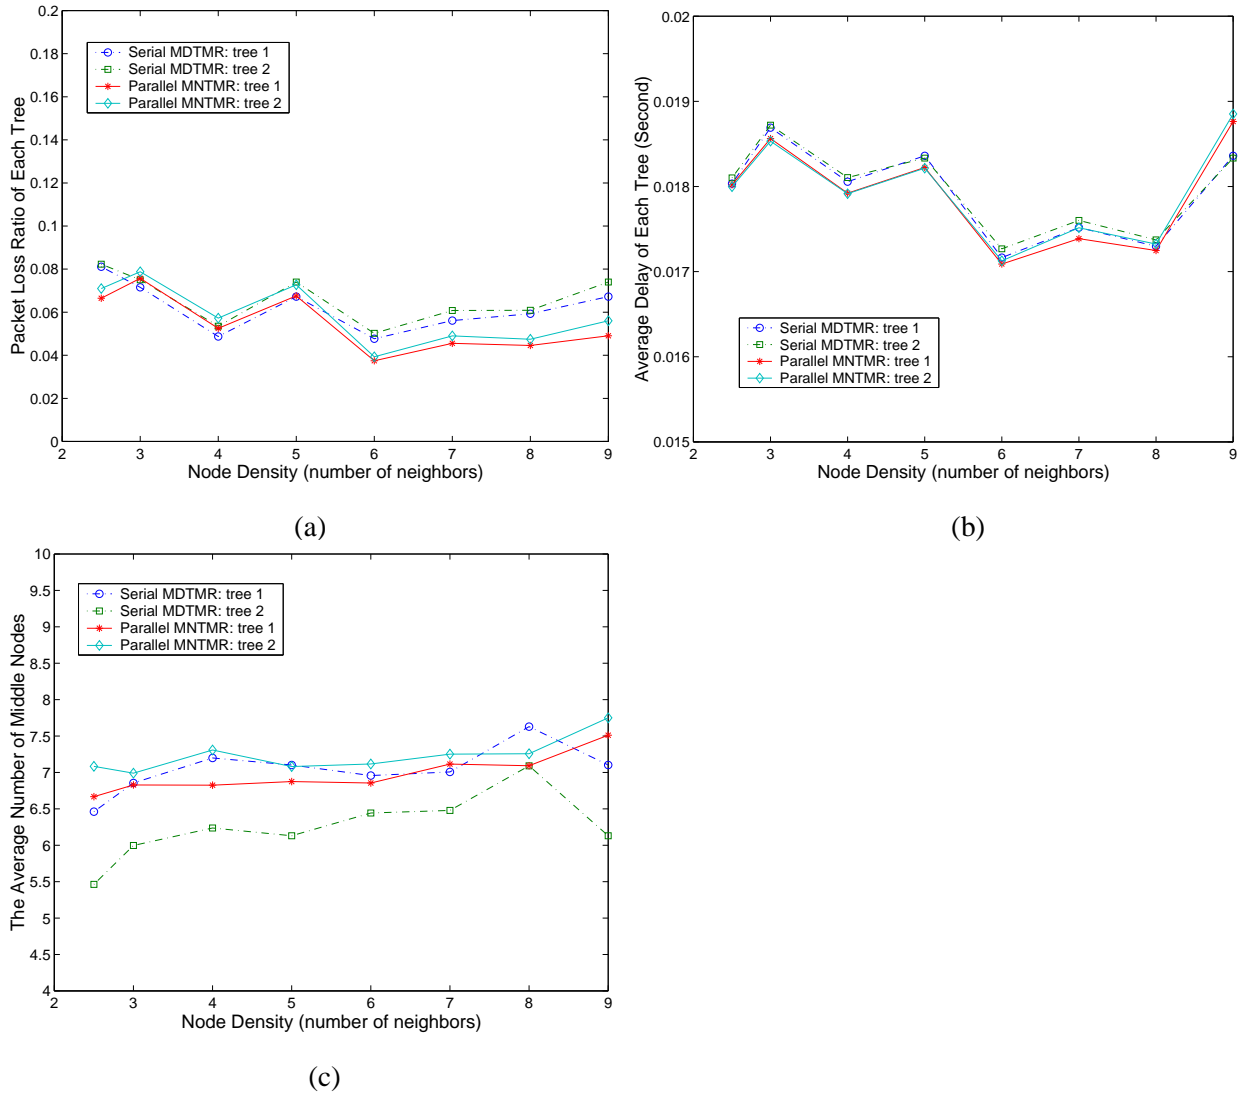 0.2
0.18
0.16
0.14
0.12
0.1
0.08
0.06
0.04
0.02
0
Packet Loss Ratio of Each Tree
Serial MDTMR: tree 1
Serial MDTMR: tree 2
Parallel MNTMR: tree 1
Parallel MNTMR: tree 2
2 3 4 5 6 7 8 9
Node Density (number of neighbors)
(a)
0.02
0.019
0.018
0.017
0.016
0.015
Average Delay of Each Tree (Second)
Serial MDTMR: tree 1
Serial MDTMR: tree 2
Parallel MNTMR: tree 1
Parallel MNTMR: tree 2
2 3 4 5 6 7 8 9
Node Density (number of neighbors)
(b)
10
9.5
9
8.5
8
7.5
7
6.5
6
5.5
5
4.5
4
The Average Number of Middle Nodes
Serial MDTMR: tree 1
Serial MDTMR: tree 2
Parallel MNTMR: tree 1
Parallel MNTMR: tree 2
2 3 4 5 6 7 8 9
Node Density (number of neighbors)
(c)